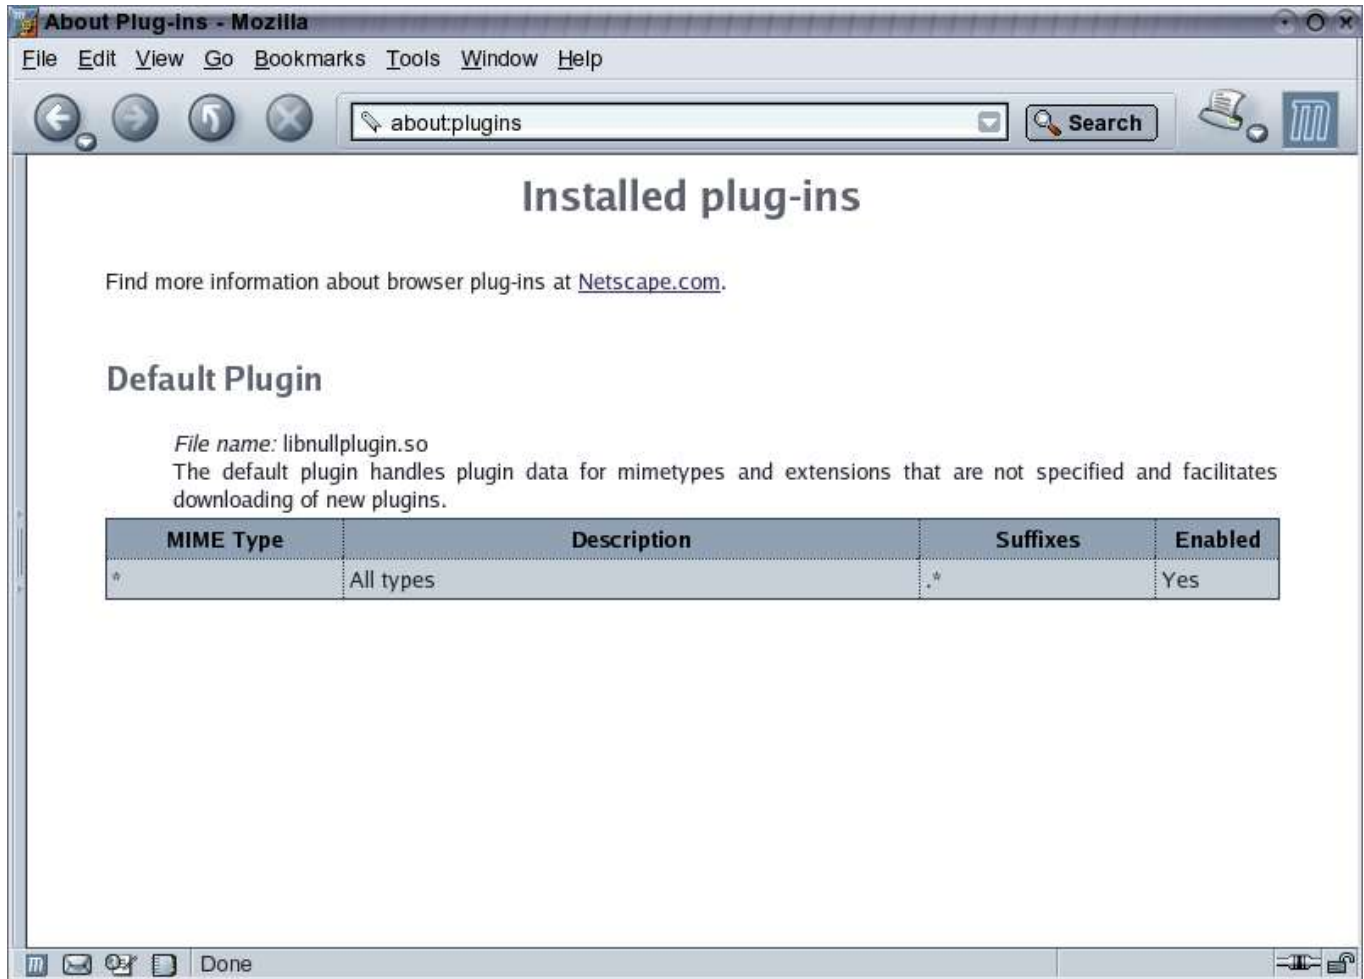 About Plug-ins - Mozilla
File Edit View Go Bookmarks Tools Window Help
about:plugins Search
Installed plug-ins
Find more information about browser plug-ins at Netscape.com.
Default Plugin
File name: libnullplugin.so
The default plugin handles plugin data for mimetypes and extensions that are not specified and facilitates
downloading of new plugins.
MIME Type Description Suffixes Enabled
* All types .* Yes
Done